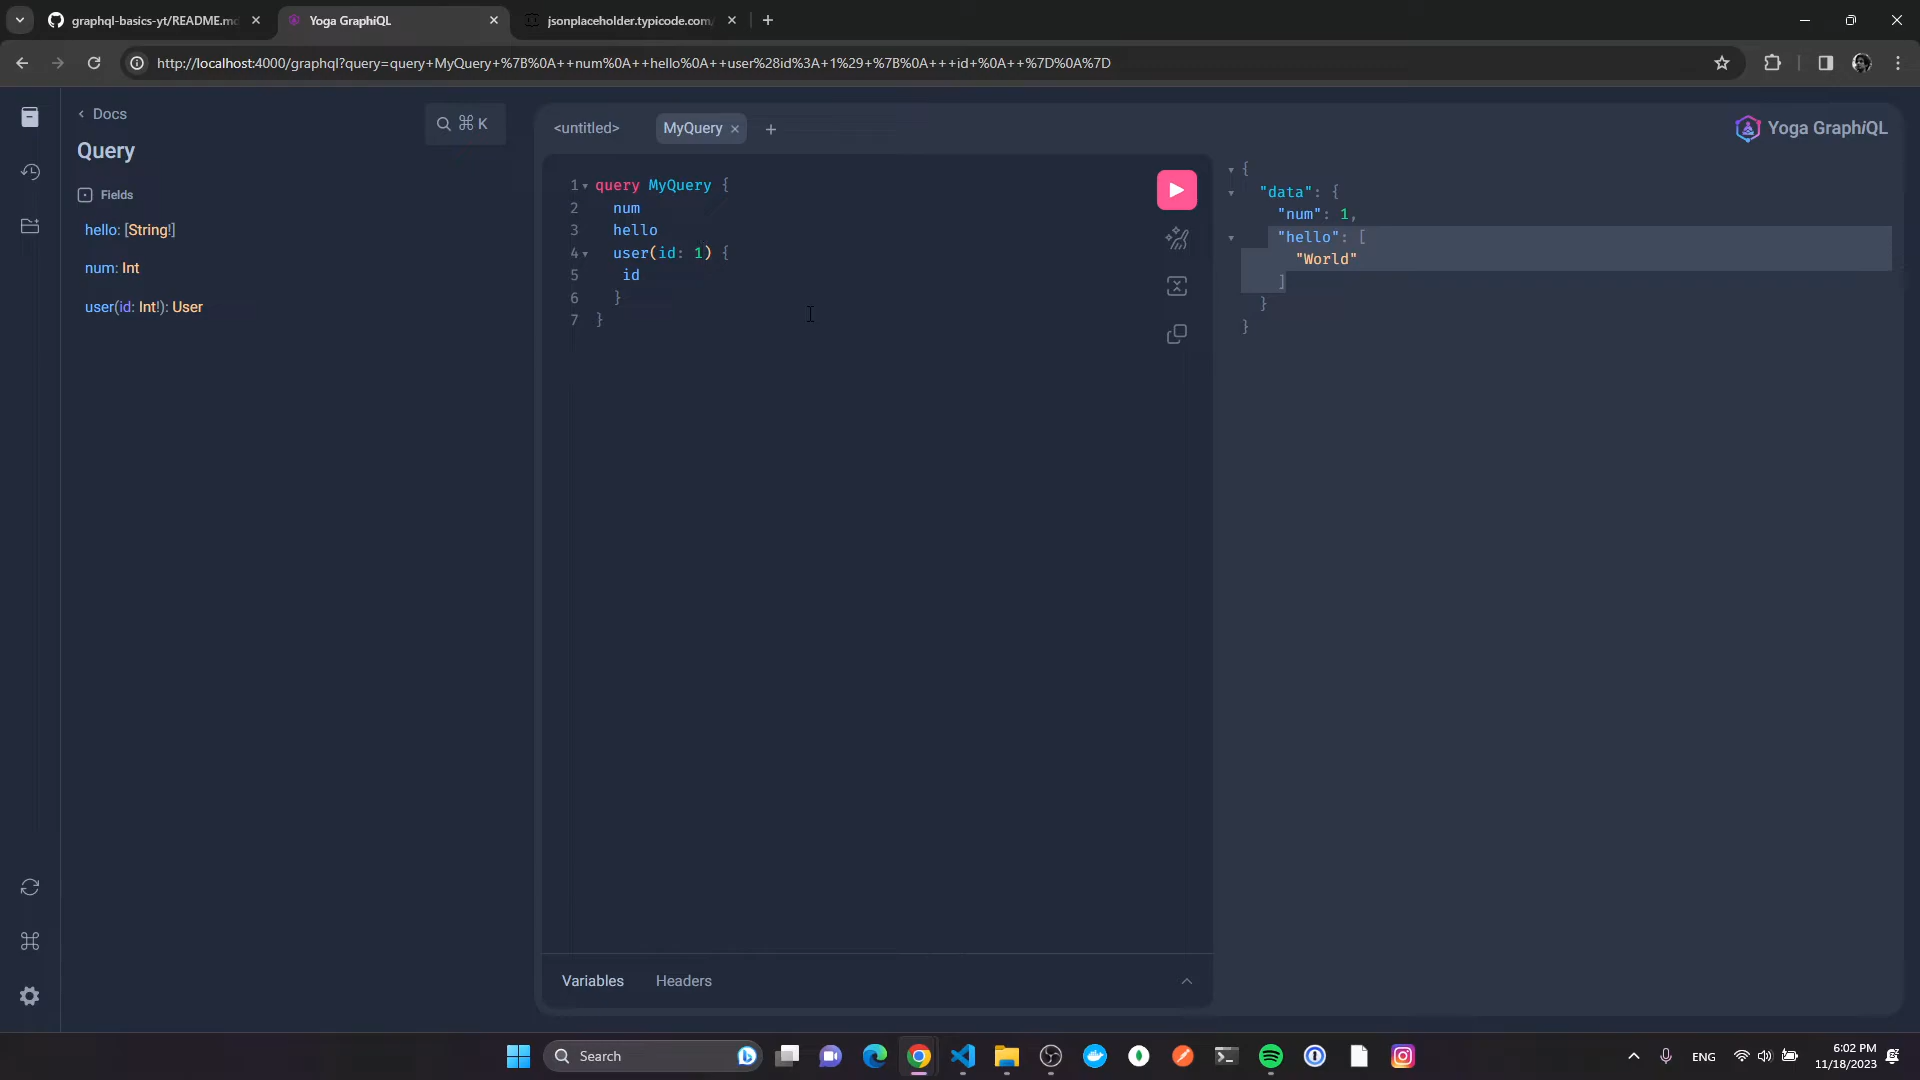 graphql-basics-yt/README.md
Yoga GraphiQL
jsonplaceholder.typicode.com/
http://localhost:4000/graphql?query=query+MyQuery+%7B%0A++num%0A++hello%0A++user%28id%3A+1%29+%7B%0A+++id+%0A++%7D%0A%7D
Docs
⌘ K
Query
Fields
hello: [String!]
num: Int
user(id: Int!): User
<untitled>
MyQuery
Yoga GraphiQL
1 query MyQuery {
2 num
3 hello
4 user(id: 1) {
5 id
6 }
7 }
{
"data": {
"num": 1,
"hello": [
"World"
]
}
}
Variables
Headers
Search
ENG
6:02 PM
11/18/2023